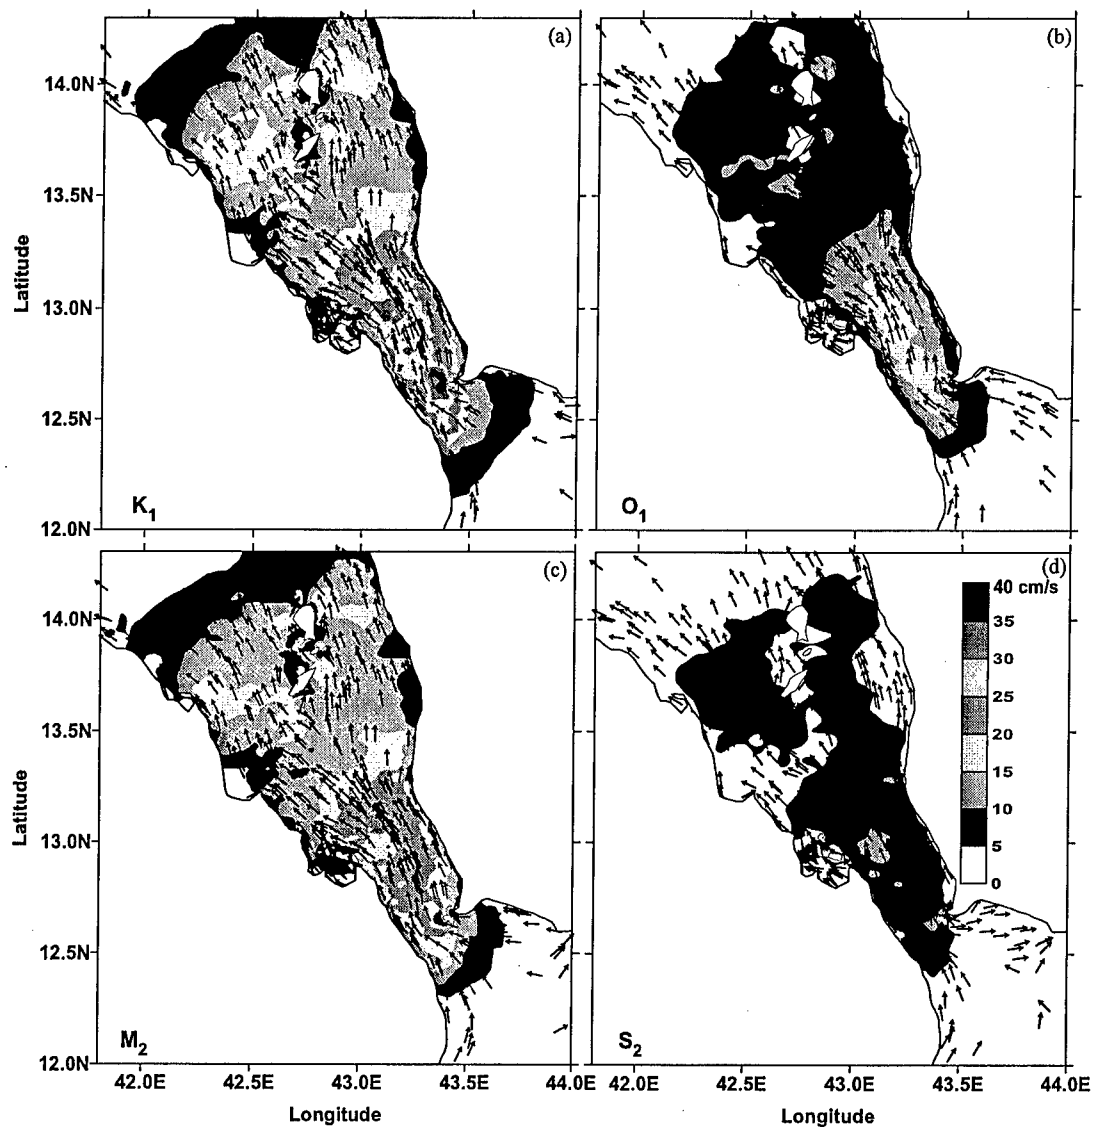 (a)
(b)
14.0N
13.5N
13.0N
12.5N
12.0N
Latitude
K1
O1
(c)
(d)
14.0N
13.5N
13.0N
12.5N
12.0N
Latitude
40 cm/s
35
30
25
20
15
10
5
0
M2
S2
42.0E 42.5E 43.0E 43.5E 42.0E 42.5E 43.0E 43.5E 44.0E
Longitude Longitude